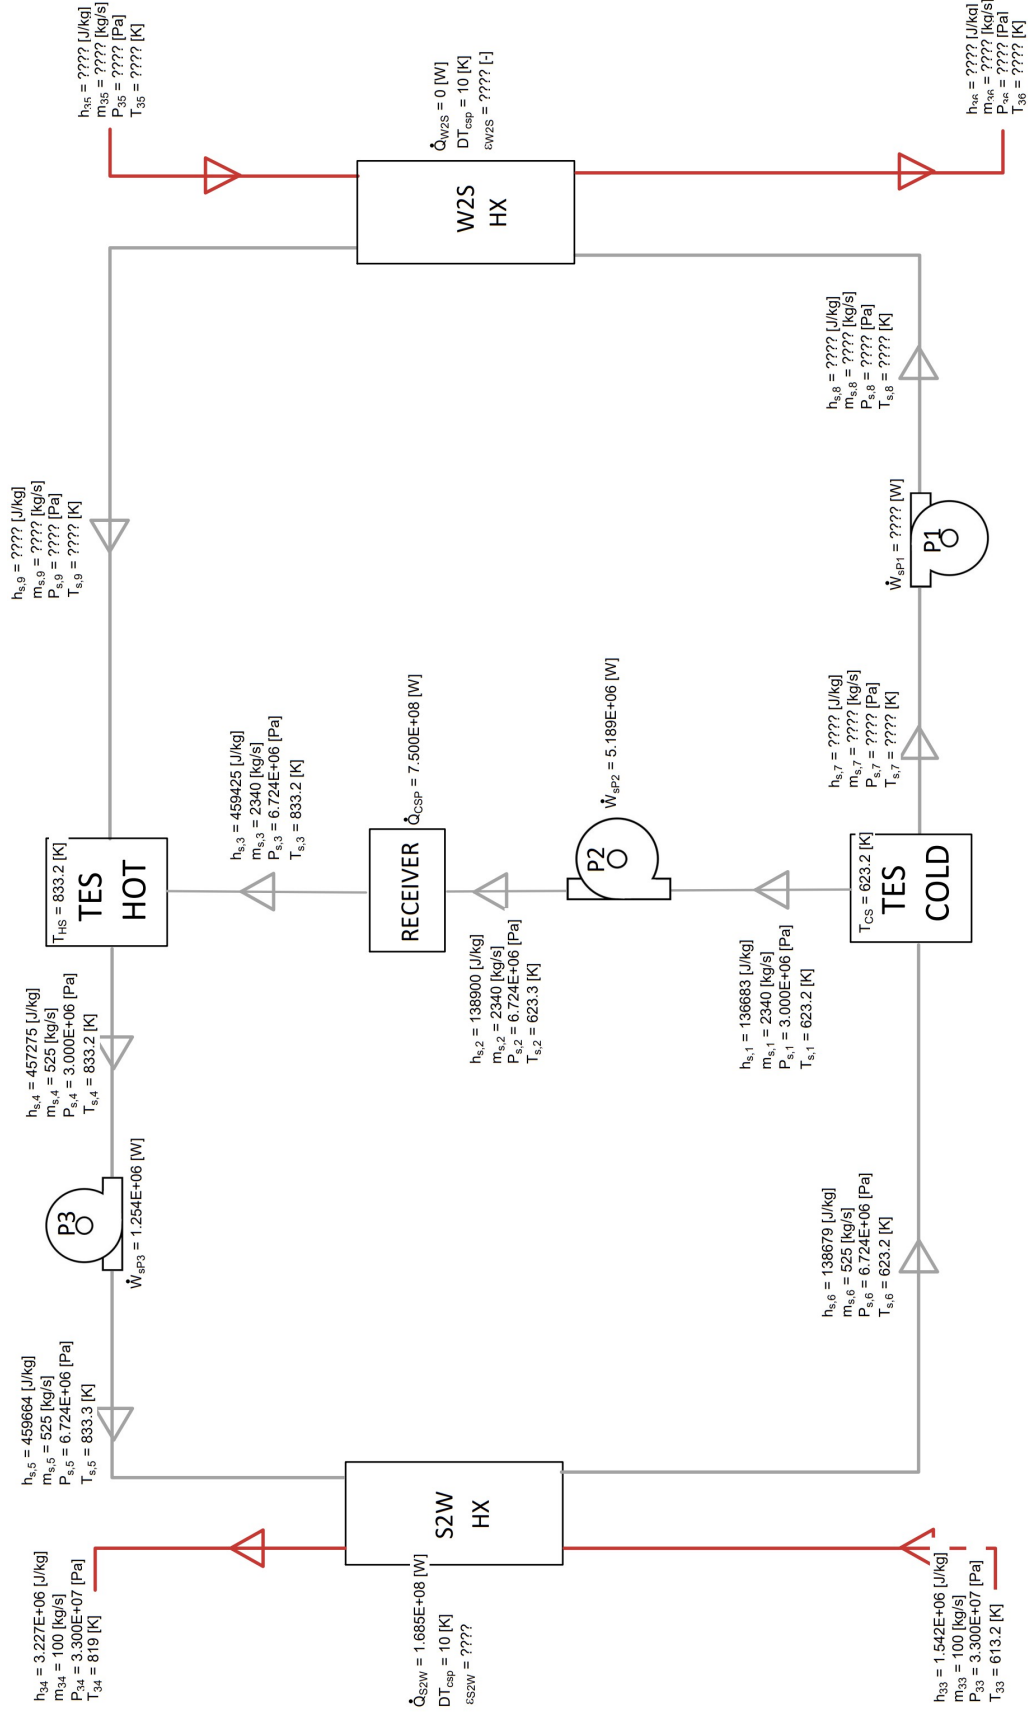 h34 = 3.227E+06 [J/kg]
m34 = 100 [kg/s]
P34 = 3.300E+07 [Pa]
T34 = 819 [K]
hs,5 = 459664 [J/kg]
ms,5 = 525 [kg/s]
Ps,5 = 6.724E+06 [Pa]
Ts,5 = 833.3 [K]
P3
ẆsP3 = 1.254E+06 [W]
hs,4 = 457275 [J/kg]
ms,4 = 525 [kg/s]
Ps,4 = 3.000E+06 [Pa]
Ts,4 = 833.2 [K]
THS = 833.2 [K]
TES
HOT
hs,9 = ???? [J/kg]
ms,9 = ???? [kg/s]
Ps,9 = ???? [Pa]
Ts,9 = ???? [K]
h35 = ???? [J/kg]
m35 = ???? [kg/s]
P35 = ???? [Pa]
T35 = ???? [K]
hs,3 = 459425 [J/kg]
ms,3 = 2340 [kg/s]
Ps,3 = 6.724E+06 [Pa]
Ts,3 = 833.2 [K]
S2W
HX
Q̇S2W = 1.685E+08 [W]
DTcsp = 10 [K]
εS2W = ????
RECEIVER
Q̇CSP = 7.500E+08 [W]
W2S
HX
Q̇W2S = 0 [W]
DTcsp = 10 [K]
εW2S = ???? [-]
hs,2 = 138900 [J/kg]
ms,2 = 2340 [kg/s]
Ps,2 = 6.724E+06 [Pa]
Ts,2 = 623.3 [K]
P2
ẆsP2 = 5.189E+06 [W]
hs,1 = 136683 [J/kg]
ms,1 = 2340 [kg/s]
Ps,1 = 3.000E+06 [Pa]
Ts,1 = 623.2 [K]
hs,6 = 138679 [J/kg]
ms,6 = 525 [kg/s]
Ps,6 = 6.724E+06 [Pa]
Ts,6 = 623.2 [K]
TCS = 623.2 [K]
TES
COLD
hs,7 = ???? [J/kg]
ms,7 = ???? [kg/s]
Ps,7 = ???? [Pa]
Ts,7 = ???? [K]
ẆsP1 = ???? [W]
P1
hs,8 = ???? [J/kg]
ms,8 = ???? [kg/s]
Ps,8 = ???? [Pa]
Ts,8 = ???? [K]
h33 = 1.542E+06 [J/kg]
m33 = 100 [kg/s]
P33 = 3.300E+07 [Pa]
T33 = 613.2 [K]
h36 = ???? [J/kg]
m36 = ???? [kg/s]
P36 = ???? [Pa]
T36 = ???? [K]